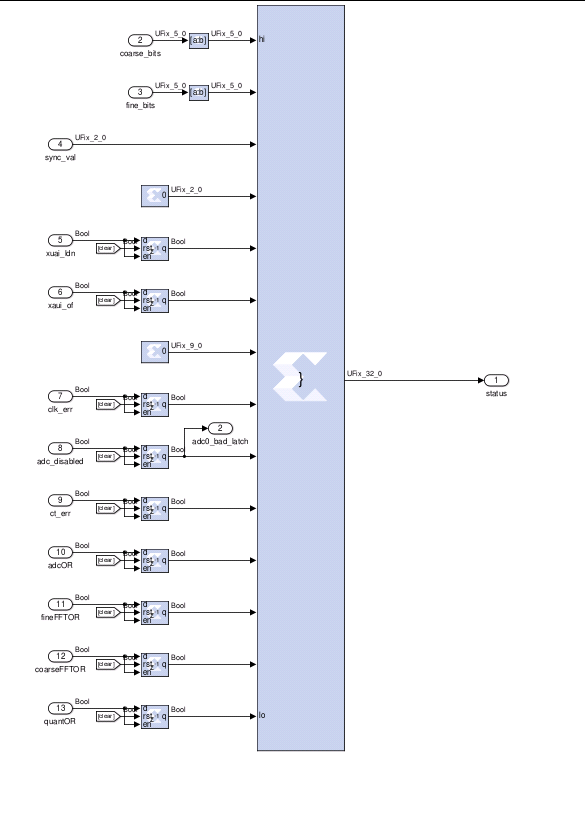 2 UFix_5_0 [a:b] UFix_5_0 hi
coarse_bits
3 UFix_5_0 [a:b] UFix_5_0
fine_bits
4 UFix_2_0
sync_val
0 UFix_2_0
5 Bool [clear] Bool d rst en q Bool
xuai_ldn
6 Bool [clear] Bool d rst en q Bool
xaui_of
0 UFix_9_0
} UFix_32_0 1
status
7 Bool [clear] Bool d rst en q Bool
clk_err
2
adc0_bad_latch
8 Bool [clear] Bool d rst en q Bool
adc_disabled
9 Bool [clear] Bool d rst en q Bool
ct_err
10 Bool [clear] Bool d rst en q Bool
adcOR
11 Bool [clear] Bool d rst en q Bool
fineFFTOR
12 Bool [clear] Bool d rst en q Bool
coarseFFTOR
13 Bool [clear] Bool d rst en q Bool lo
quantOR